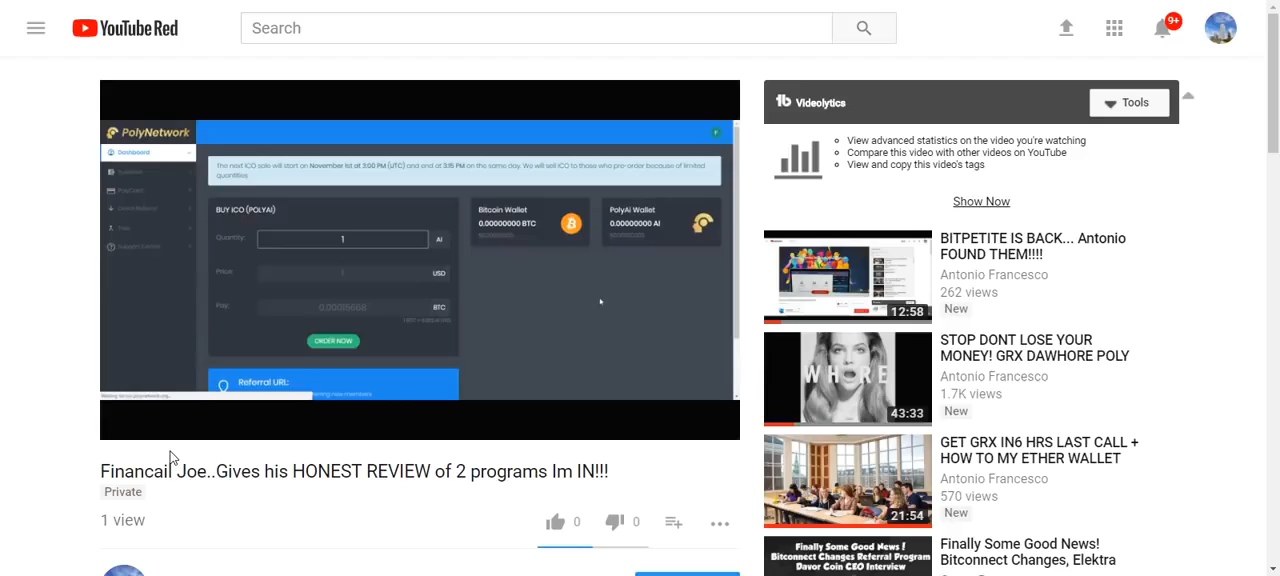 YouTube Red
Search
9+
PolyNetwork
Dashboard
The next ICO sale will start on November 1st at 3:00 PM (UTC) and end at 3:15 PM on the same day. We will sell ICO to those who pre-order because of limited
quantities
BUY ICO (POLYAI)
Quantity:
1
AI
Price:
1
USD
Pay:
BTC
ORDER NOW
Bitcoin Wallet
0.00000000 BTC
PolyAi Wallet
0.00000000 AI
Referral URL:
new members
Financail Joe..Gives his HONEST REVIEW of 2 programs Im IN!!!
Private
1 view
0
0
Videolytics
Tools
View advanced statistics on the video you're watching
Compare this video with other videos on YouTube
View and copy this video's tags
Show Now
12:58
BITPETITE IS BACK... Antonio
FOUND THEM!!!!
Antonio Francesco
262 views
New
WHERE
43:33
STOP DONT LOSE YOUR
MONEY! GRX DAWHORE POLY
Antonio Francesco
1.7K views
New
21:54
GET GRX IN6 HRS LAST CALL +
HOW TO MY ETHER WALLET
Antonio Francesco
570 views
New
Finally Some Good News !
Bitconnect Changes Referral Program
Davor Coin CEO Interview
Finally Some Good News!
Bitconnect Changes, Elektra